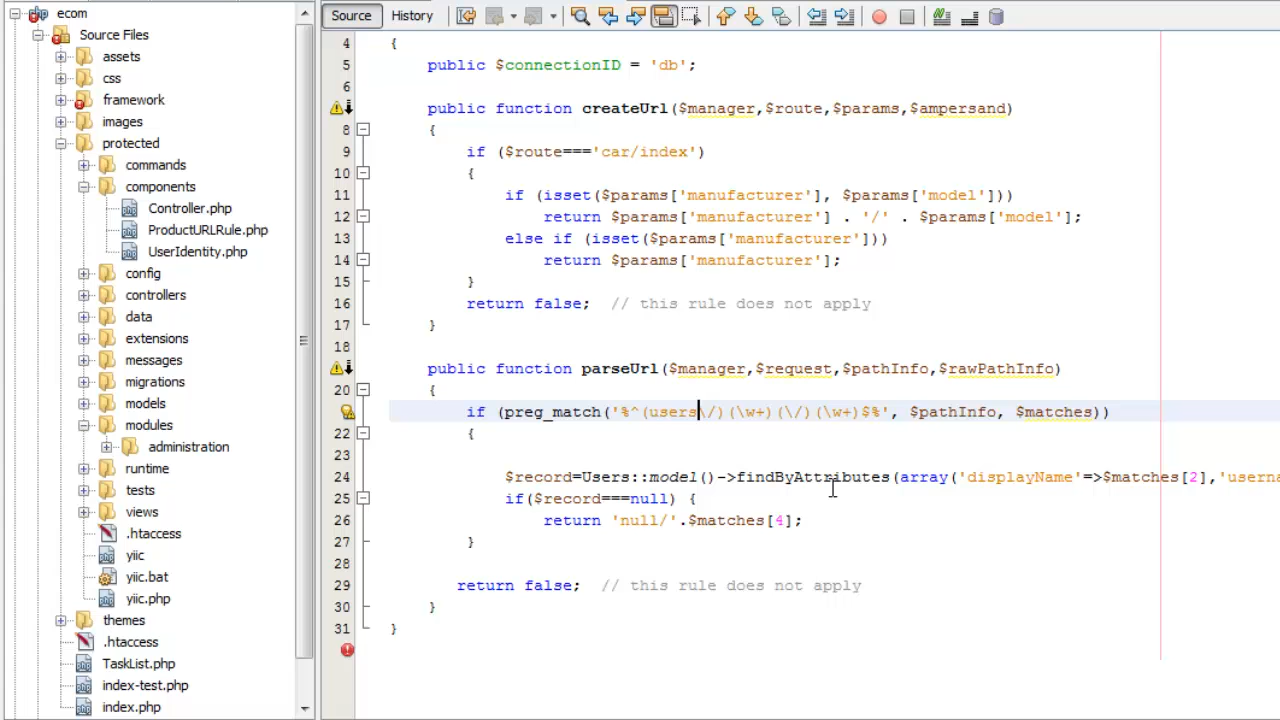 ecom
Source Files
assets
css
framework
images
protected
commands
components
Controller.php
ProductURLRule.php
UserIdentity.php
config
controllers
data
extensions
messages
migrations
models
modules
administration
runtime
tests
views
.htaccess
yiic
yiic.bat
yiic.php
themes
.htaccess
TaskList.php
index-test.php
index.php
Source History
4 {
5 public $connectionID = 'db';
6
public function createUrl($manager,$route,$params,$ampersand)
8 {
9 if ($route==='car/index')
10 {
11 if (isset($params['manufacturer'], $params['model']))
12 return $params['manufacturer'] . '/' . $params['model'];
13 else if (isset($params['manufacturer']))
14 return $params['manufacturer'];
15 }
16 return false; // this rule does not apply
17 }
18
public function parseUrl($manager,$request,$pathInfo,$rawPathInfo)
20 {
if (preg_match('%^(users\/)(\w+)(\/)(\w+)$%', $pathInfo, $matches))
22 {
23
24 $record=Users::model()->findByAttributes(array('displayName'=>$matches[2],'userna
25 if($record===null) {
26 return 'null/'.$matches[4];
27 }
28
29 return false; // this rule does not apply
30 }
31 }